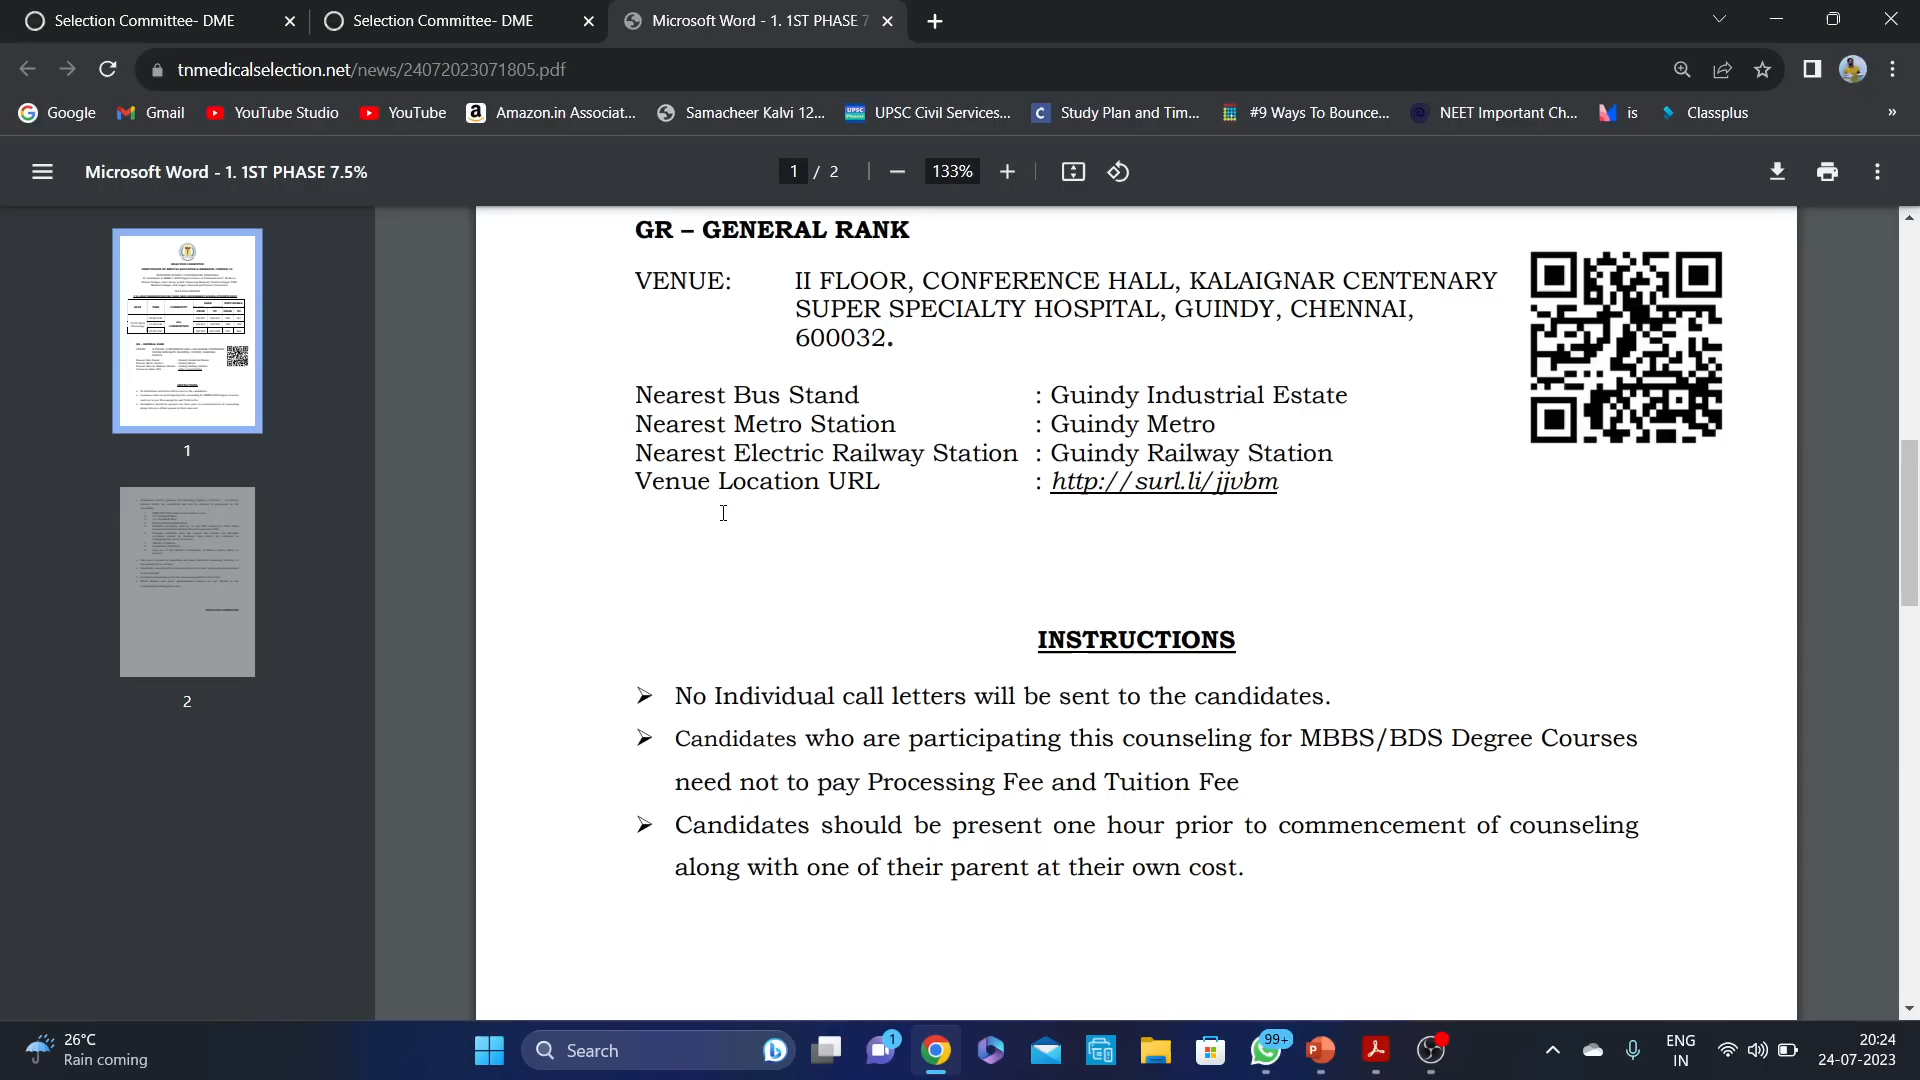 Selection Committee- DME
Selection Committee- DME
Microsoft Word - 1. 1ST PHASE 7
tnmedicalselection.net/news/24072023071805.pdf
Google
Gmail
YouTube Studio
YouTube
Amazon.in Associat...
Samacheer Kalvi 12...
UPSC Civil Services...
Study Plan and Tim...
#9 Ways To Bounce...
NEET Important Ch...
is
Classplus
»
Microsoft Word - 1. 1ST PHASE 7.5%
1 / 2
133%
1
2
GR – GENERAL RANK
VENUE: II FLOOR, CONFERENCE HALL, KALAIGNAR CENTENARY
SUPER SPECIALTY HOSPITAL, GUINDY, CHENNAI,
600032.
Nearest Bus Stand : Guindy Industrial Estate
Nearest Metro Station : Guindy Metro
Nearest Electric Railway Station : Guindy Railway Station
Venue Location URL : http://surl.li/jjvbm
INSTRUCTIONS
➢ No Individual call letters will be sent to the candidates.
➢ Candidates who are participating this counseling for MBBS/BDS Degree Courses
need not to pay Processing Fee and Tuition Fee
➢ Candidates should be present one hour prior to commencement of counseling
along with one of their parent at their own cost.
26°C
Rain coming
Search
1
99+
ENG
IN
20:24
24-07-2023